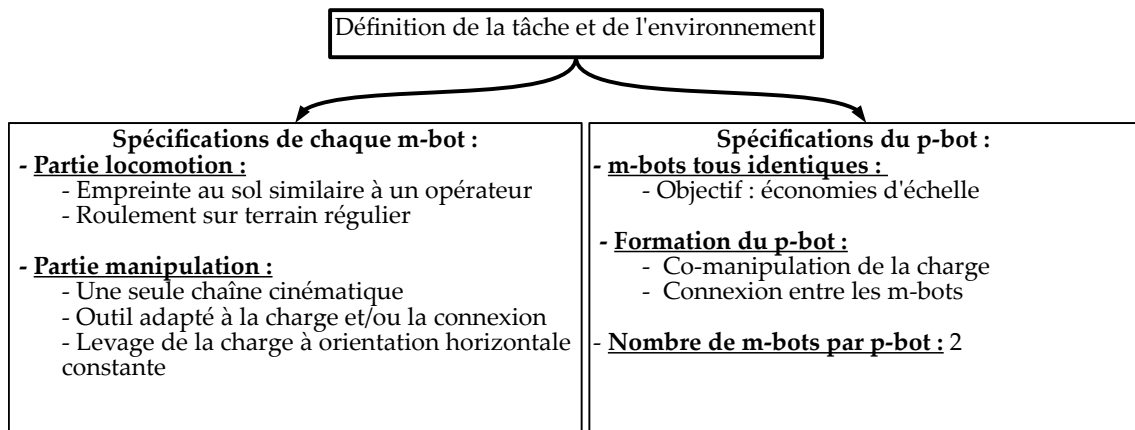 Définition de la tâche et de l'environnement
Spécifications de chaque m-bot :
- Partie locomotion :
- Empreinte au sol similaire à un opérateur
- Roulement sur terrain régulier
- Partie manipulation :
- Une seule chaîne cinématique
- Outil adapté à la charge et/ou la connexion
- Levage de la charge à orientation horizontale
constante
Spécifications du p-bot :
- m-bots tous identiques :
- Objectif : économies d'échelle
- Formation du p-bot :
- Co-manipulation de la charge
- Connexion entre les m-bots
- Nombre de m-bots par p-bot : 2